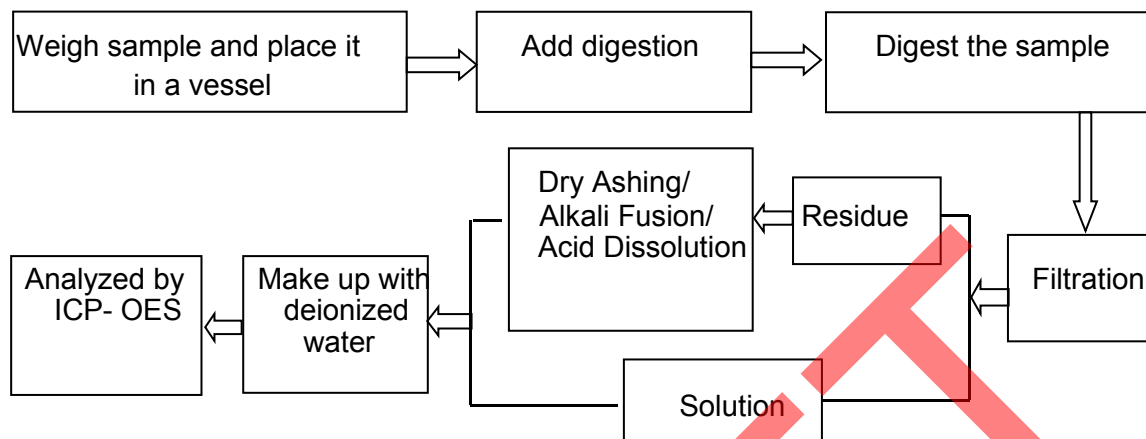 Weigh sample and place it
in a vessel
Add digestion
Digest the sample
Dry Ashing/
Alkali Fusion/
Acid Dissolution
Residue
Filtration
Analyzed by
ICP- OES
Make up with
deionized
water
Solution